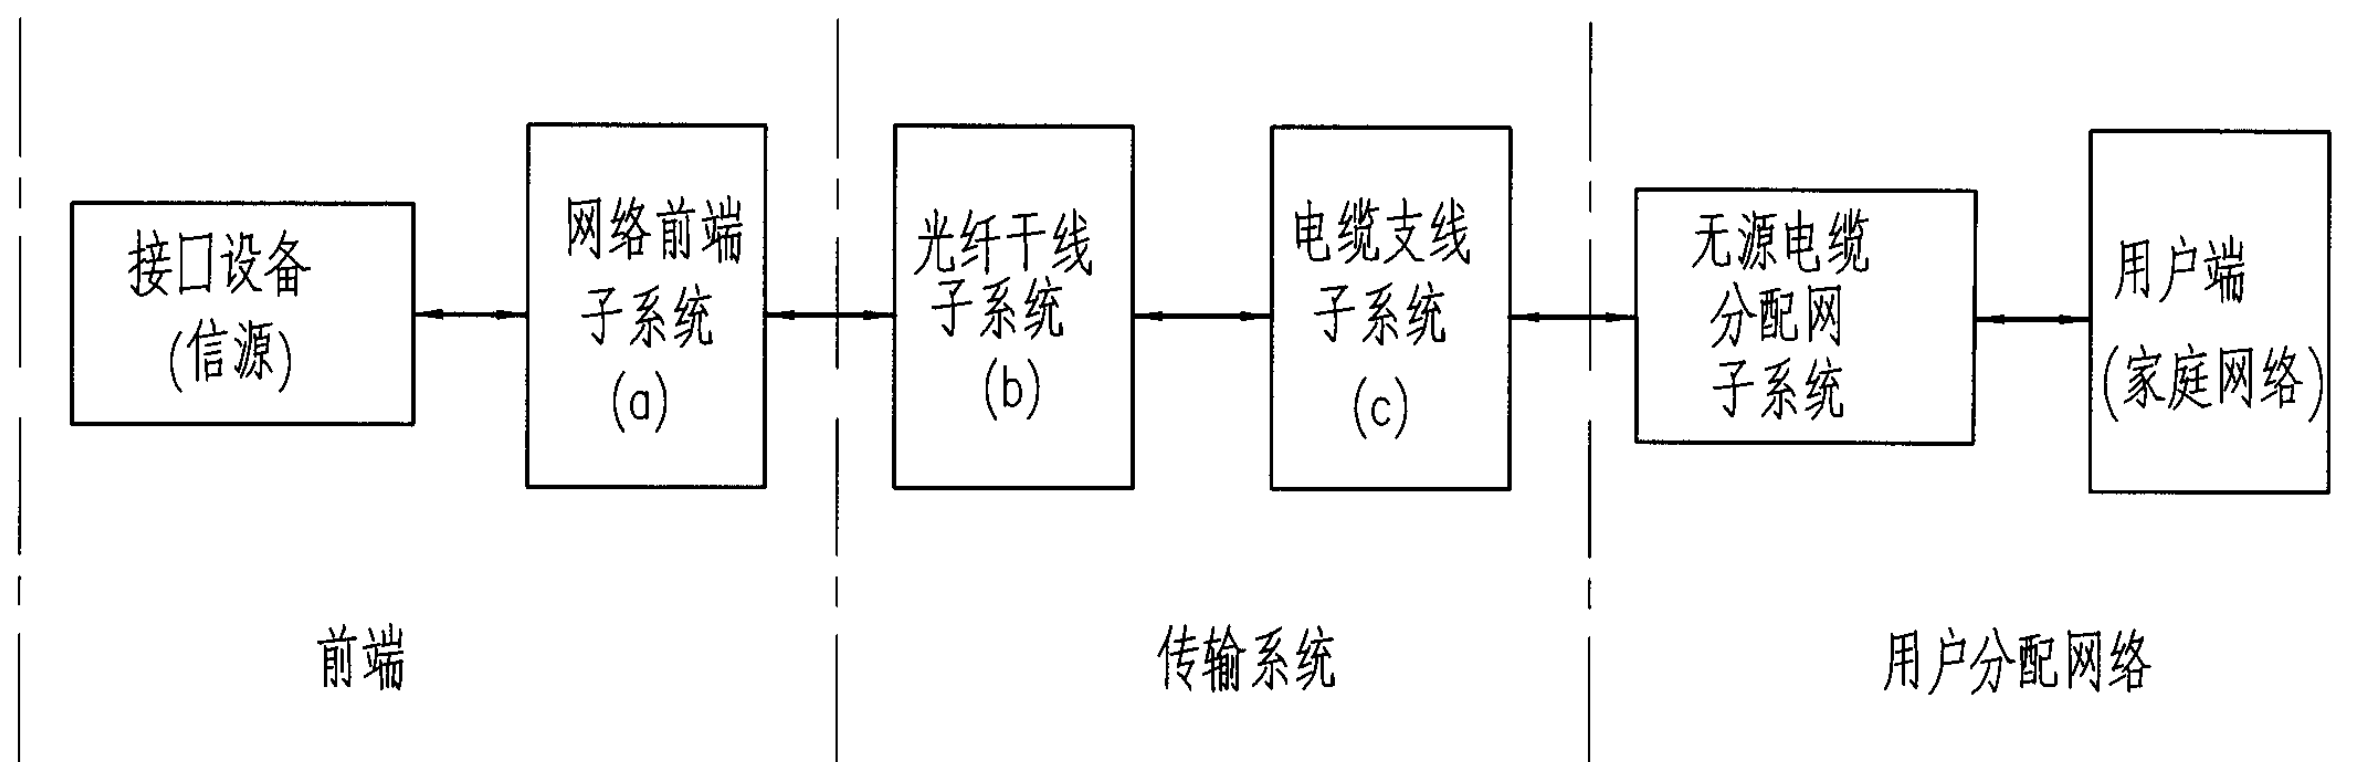 接口设备
(信源)
网络前端
子系统
(a)
光纤干线
子系统
(b)
电缆支线
子系统
(c)
无源电缆
分配网
子系统
用户端
(家庭网络)
前端
传输系统
用户分配网络